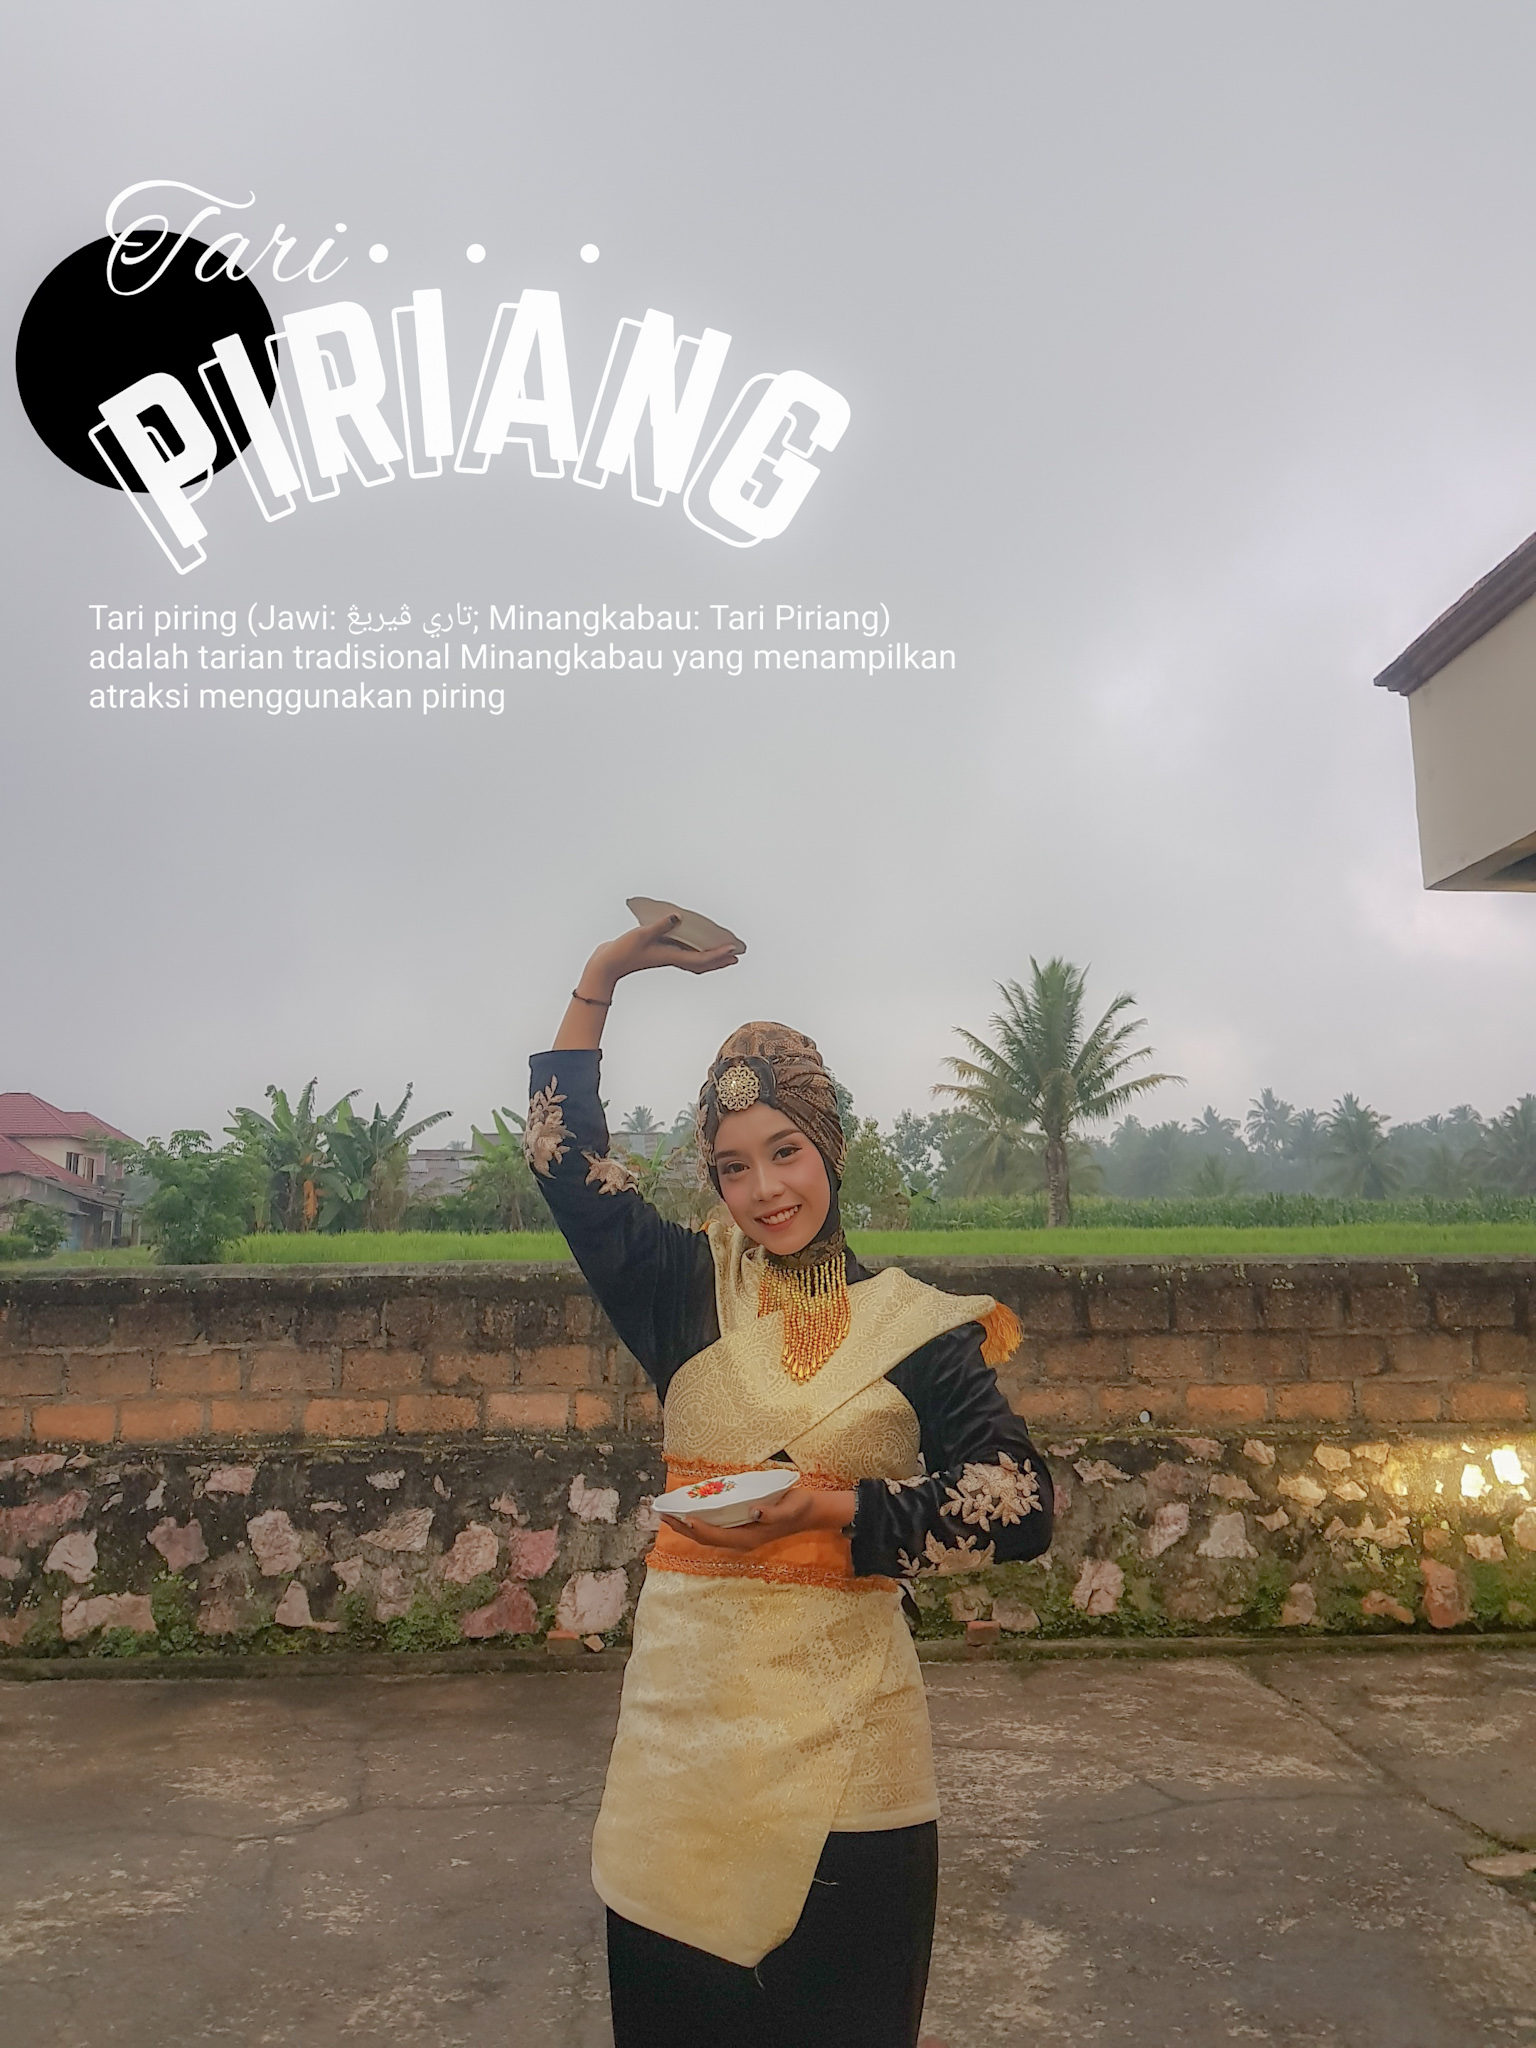 Tari
PIRIANG
Tari piring (Jawi: تاري ڤيريڠ; Minangkabau: Tari Piriang)
adalah tarian tradisional Minangkabau yang menampilkan
atraksi menggunakan piring